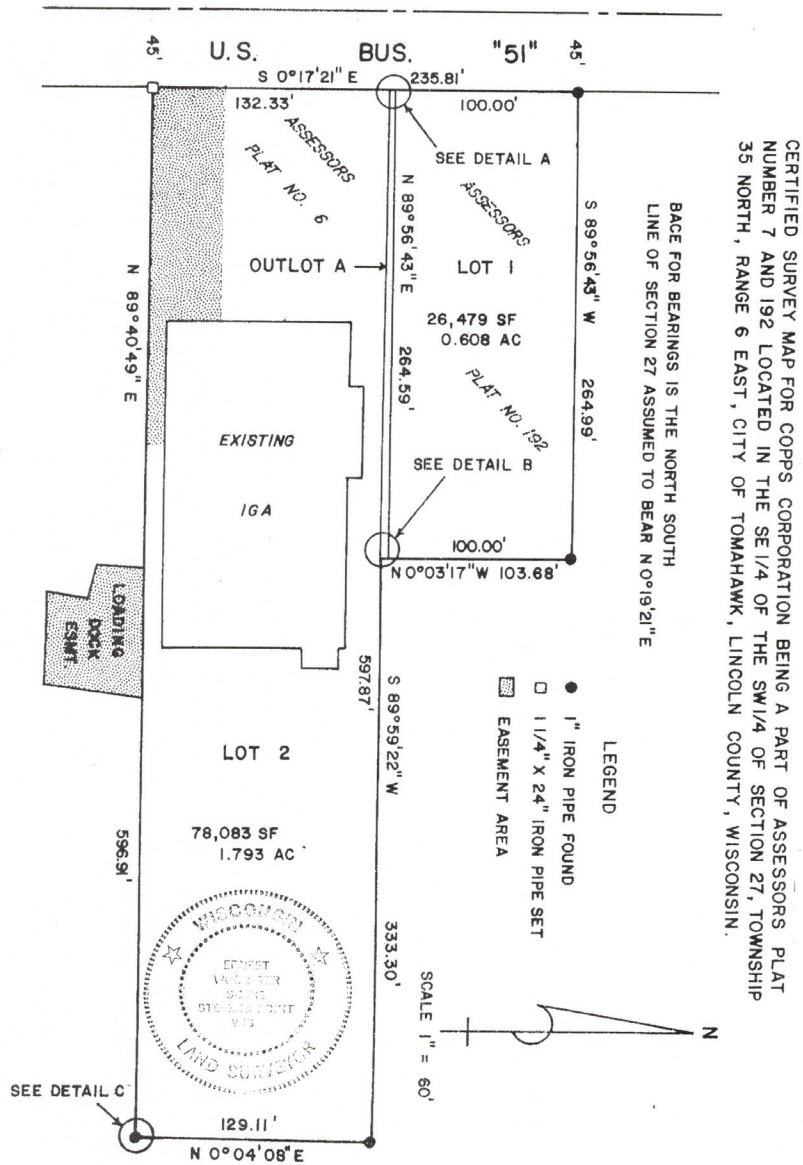 CERTIFIED SURVEY MAP FOR COPPS CORPORATION BEING A PART OF ASSESSORS PLAT
NUMBER 7 AND 192 LOCATED IN THE SE 1/4 OF THE SW1/4 OF SECTION 27, TOWNSHIP
35 NORTH, RANGE 6 EAST, CITY OF TOMAHAWK, LINCOLN COUNTY, WISCONSIN.
BACE FOR BEARINGS IS THE NORTH SOUTH
LINE OF SECTION 27 ASSUMED TO BEAR N 0°19'21" E
LEGEND
1" IRON PIPE FOUND
1 1/4" X 24" IRON PIPE SET
EASEMENT AREA
SCALE 1" = 60'
N
45'
U.S. BUS. "51"
45'
S 0°17'21" E
235.81'
132.33'
100.00'
SEE DETAIL A
ASSESSORS
PLAT NO. 6
ASSESSORS
PLAT NO. 192
S 89°56'43" W
264.99'
N 89°56'43" E
264.59'
OUTLOT A
LOT 1
26,479 SF
0.608 AC
N 89°40'49" E
EXISTING
IGA
SEE DETAIL B
100.00'
N 0°03'17" W 103.68'
LOADING
DOCK
ESMT.
597.87'
S 89°59'22" W
LOT 2
78,083 SF
1.793 AC
596.91'
333.30'
WISCONSIN
ERNEST
LAND SURVEYOR
SEE DETAIL C
129.11'
N 0°04'08" E